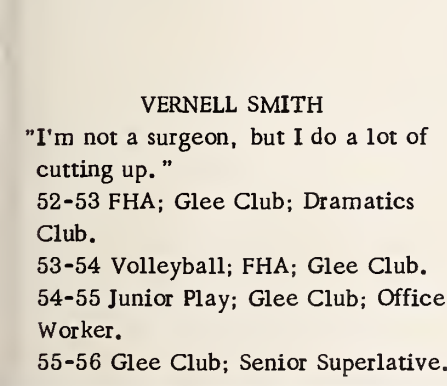 VERNELL SMITH
"I'm not a surgeon, but I do a lot of
cutting up."
52-53 FHA; Glee Club; Dramatics
Club.
53-54 Volleyball; FHA; Glee Club.
54-55 Junior Play; Glee Club; Office
Worker.
55-56 Glee Club; Senior Superlative.